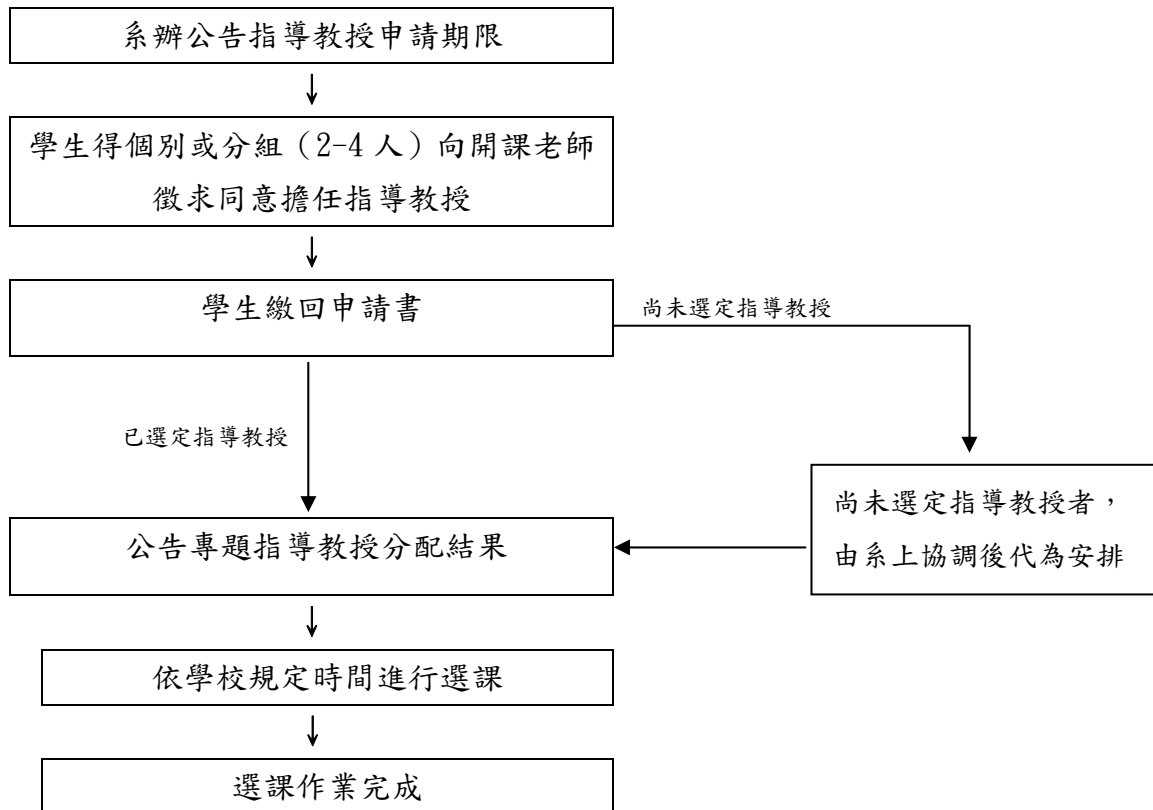 系辦公告指導教授申請期限
學生得個別或分組（2-4 人）向開課老師
徵求同意擔任指導教授
學生繳回申請書
尚未選定指導教授
已選定指導教授
尚未選定指導教授者，
由系上協調後代為安排
公告專題指導教授分配結果
依學校規定時間進行選課
選課作業完成